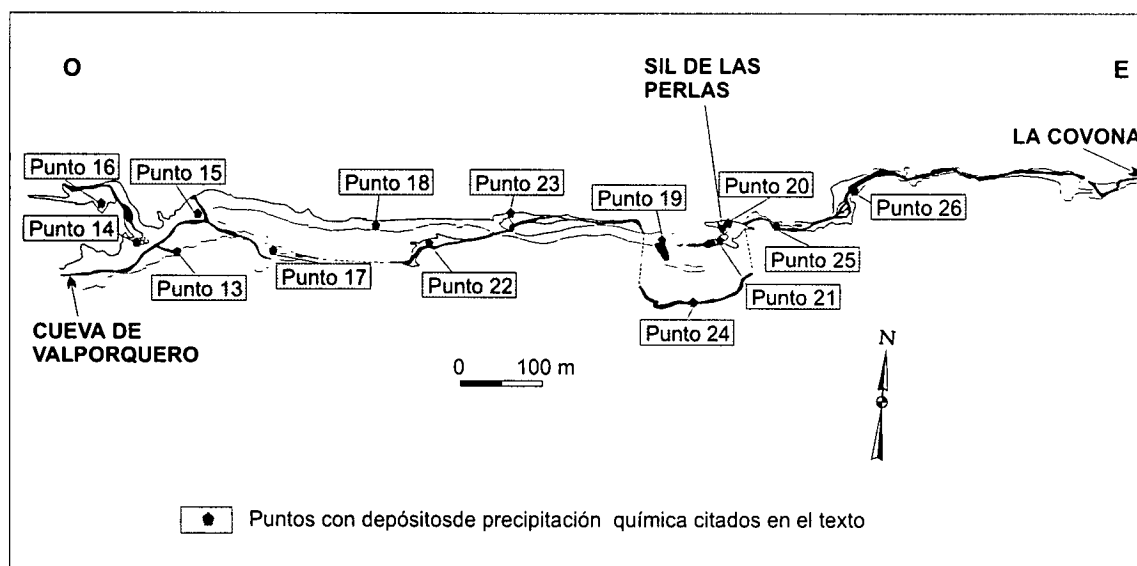 O
SIL DE LAS
PERLAS
E
LA COVONA
Punto 16
Punto 15
Punto 18
Punto 23
Punto 19
Punto 20
Punto 26
Punto 14
Punto 13
Punto 17
Punto 22
Punto 25
Punto 21
Punto 24
CUEVA DE
VALPORQUERO
0 100 m
N
Puntos con depósitosde precipitación química citados en el texto